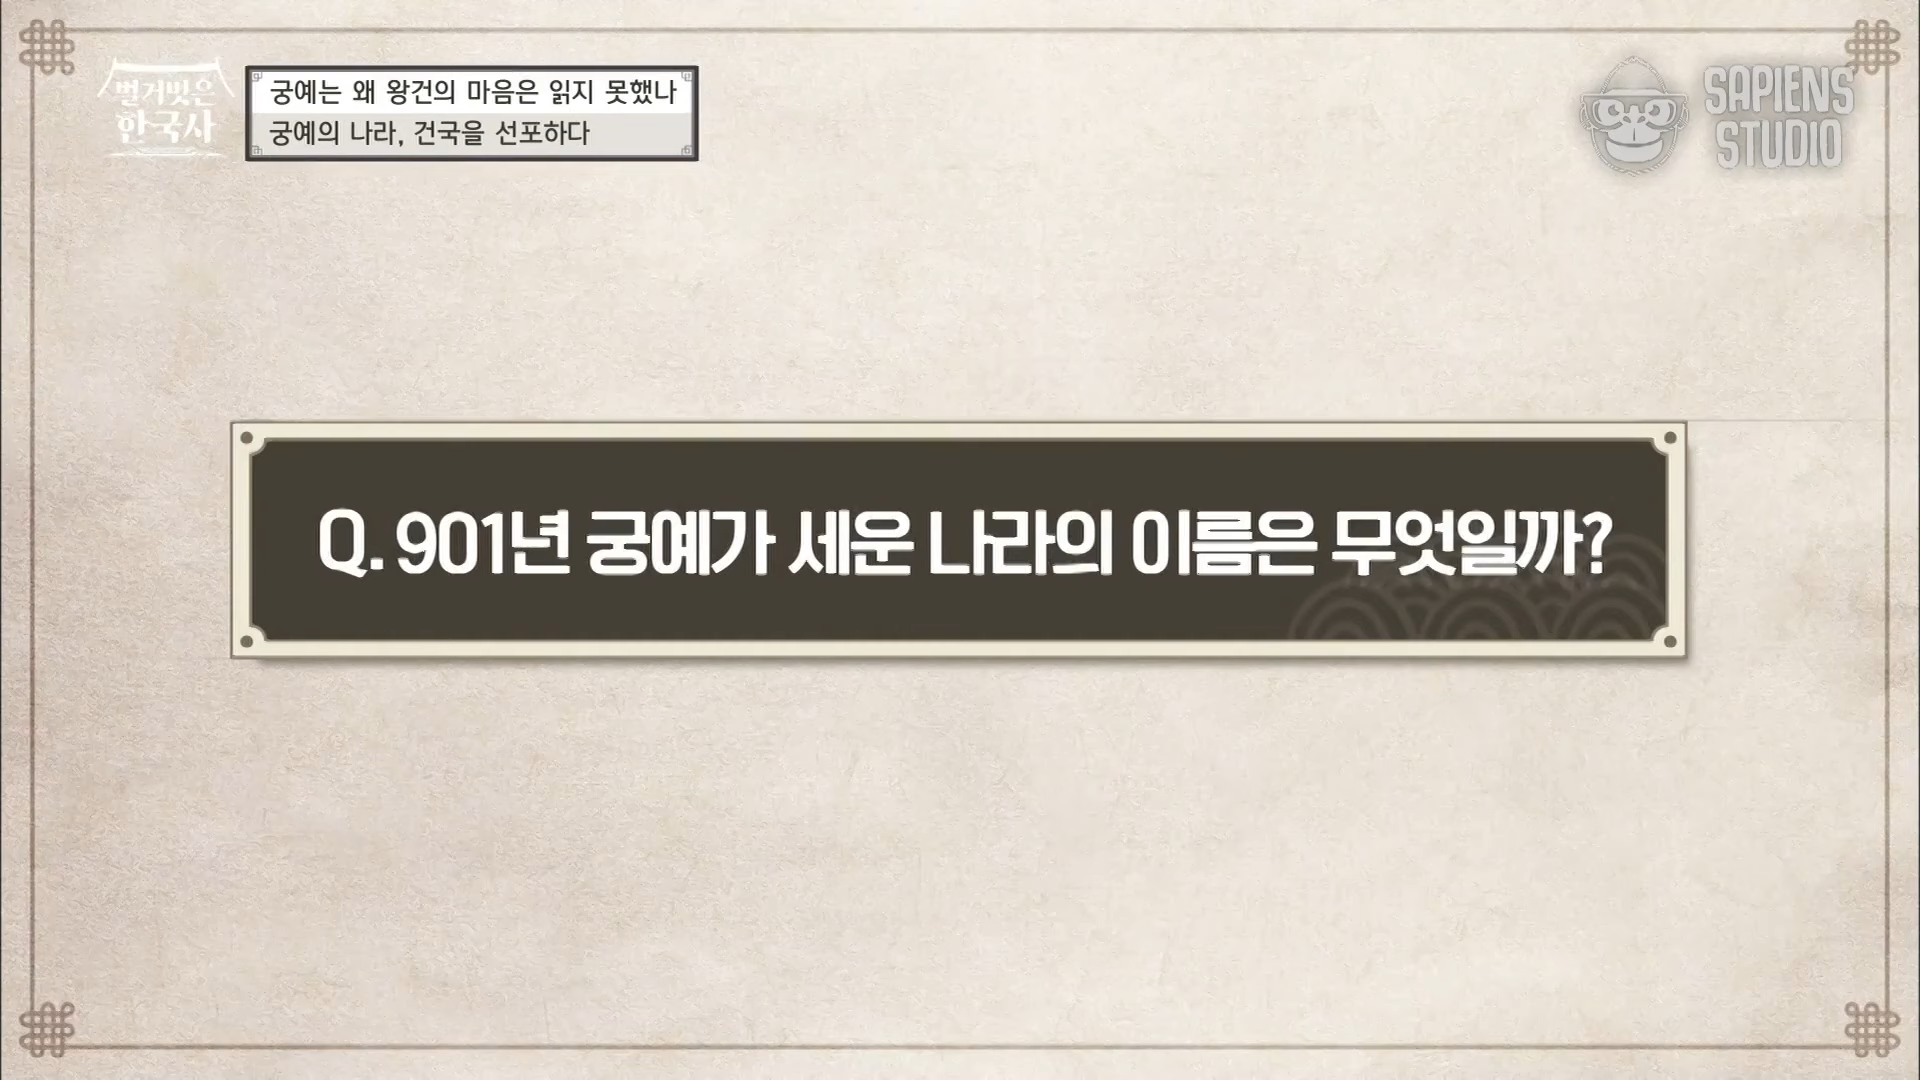 벌거벗은
한국사
궁예는 왜 왕건의 마음은 읽지 못했나
궁예의 나라, 건국을 선포하다
SAPIENS
STUDIO
Q. 901년 궁예가 세운 나라의 이름은 무엇일까?